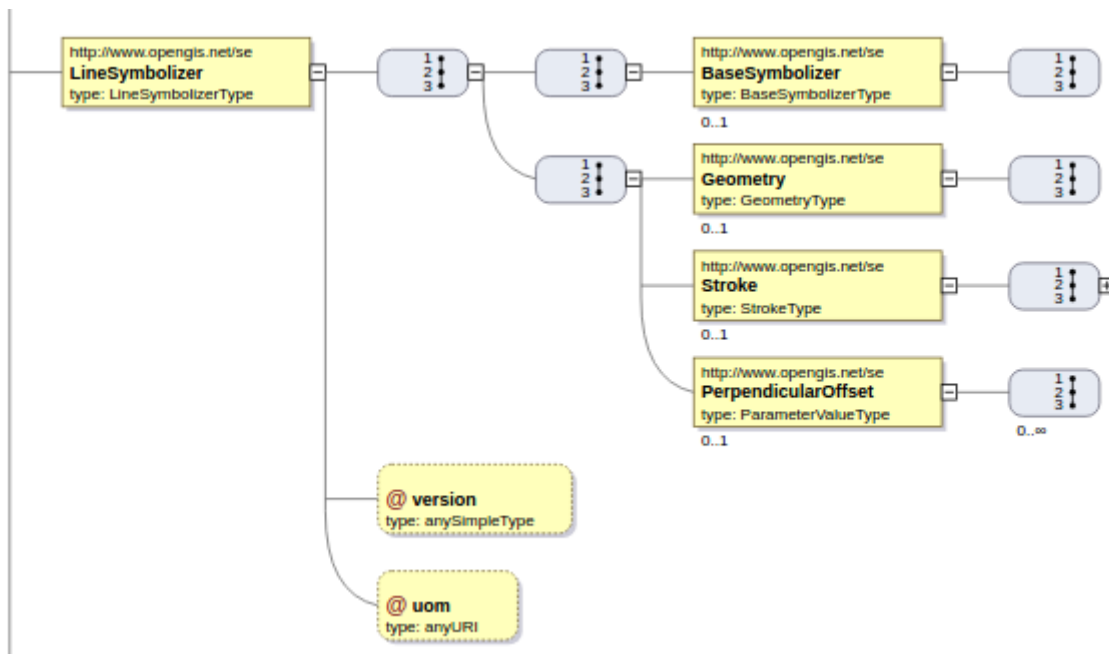 http://www.opengis.net/se
LineSymbolizer
type: LineSymbolizerType
1
2
3
1
2
3
http://www.opengis.net/se
BaseSymbolizer
type: BaseSymbolizerType
0..1
1
2
3
1
2
3
http://www.opengis.net/se
Geometry
type: GeometryType
0..1
1
2
3
http://www.opengis.net/se
Stroke
type: StrokeType
0..1
1
2
3
http://www.opengis.net/se
PerpendicularOffset
type: ParameterValueType
0..1
1
2
3
0..∞
@ version
type: anySimpleType
@ uom
type: anyURI